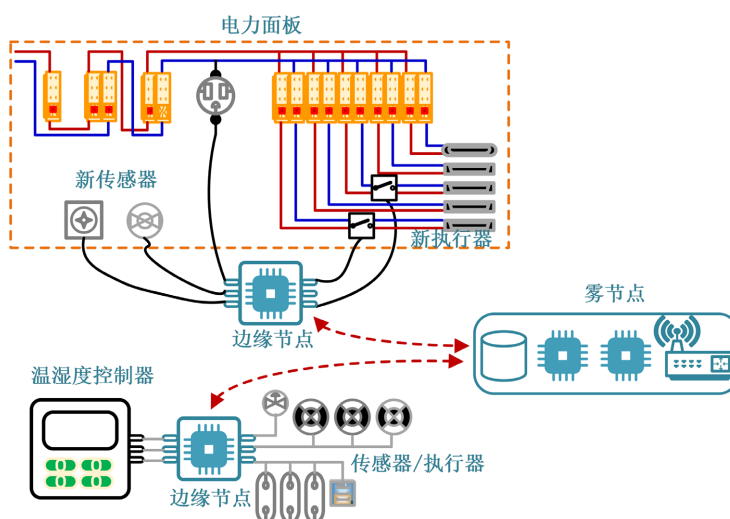 电力面板
新传感器
新执行器
边缘节点
雾节点
温湿度控制器
传感器/执行器
边缘节点